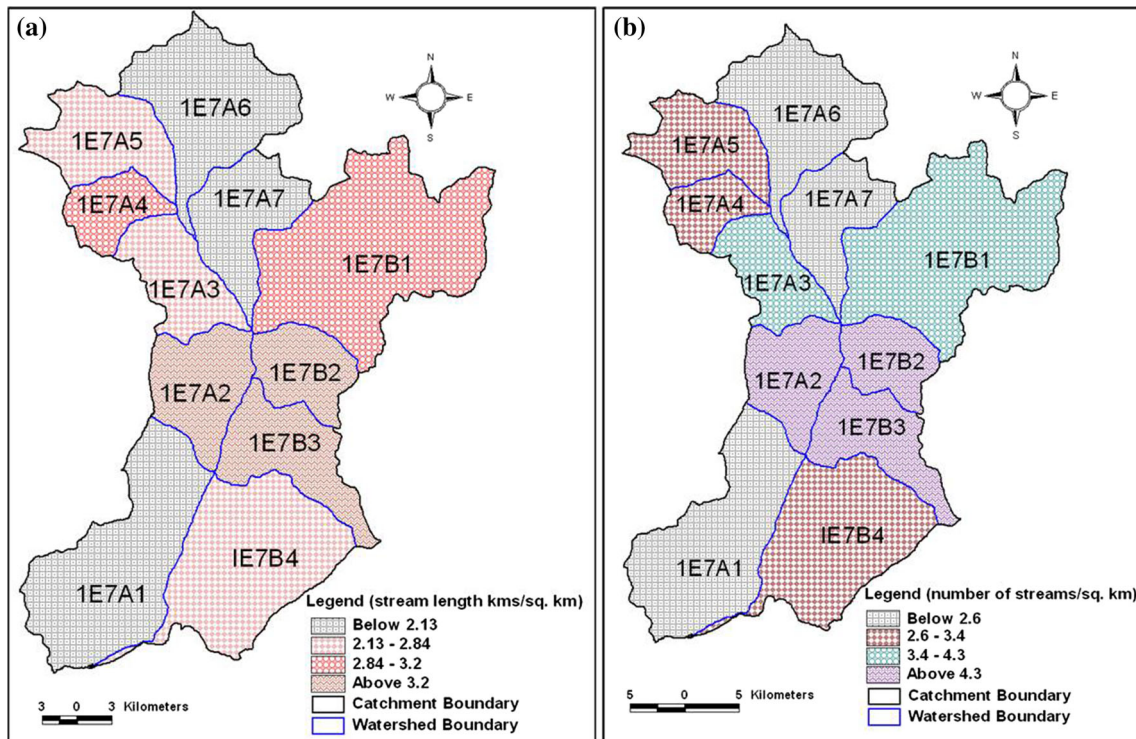 (a)
N
W E
S
1E7A6
1E7A5
1E7A4
1E7A7
1E7A3
1E7B1
1E7A2
1E7B2
1E7B3
1E7A1
IE7B4
Legend (stream length kms/sq. km)
Below 2.13
2.13 - 2.84
2.84 - 3.2
Above 3.2
Catchment Boundary
Watershed Boundary
3 0 3 Kilometers
(b)
N
W E
S
1E7A6
1E7A5
1E7A4
1E7A7
1E7A3
1E7B1
1E7A2
1E7B2
1E7B3
1E7A1
IE7B4
Legend (number of streams/sq. km)
Below 2.6
2.6 - 3.4
3.4 - 4.3
Above 4.3
Catchment Boundary
Watershed Boundary
5 0 5
Kilometers